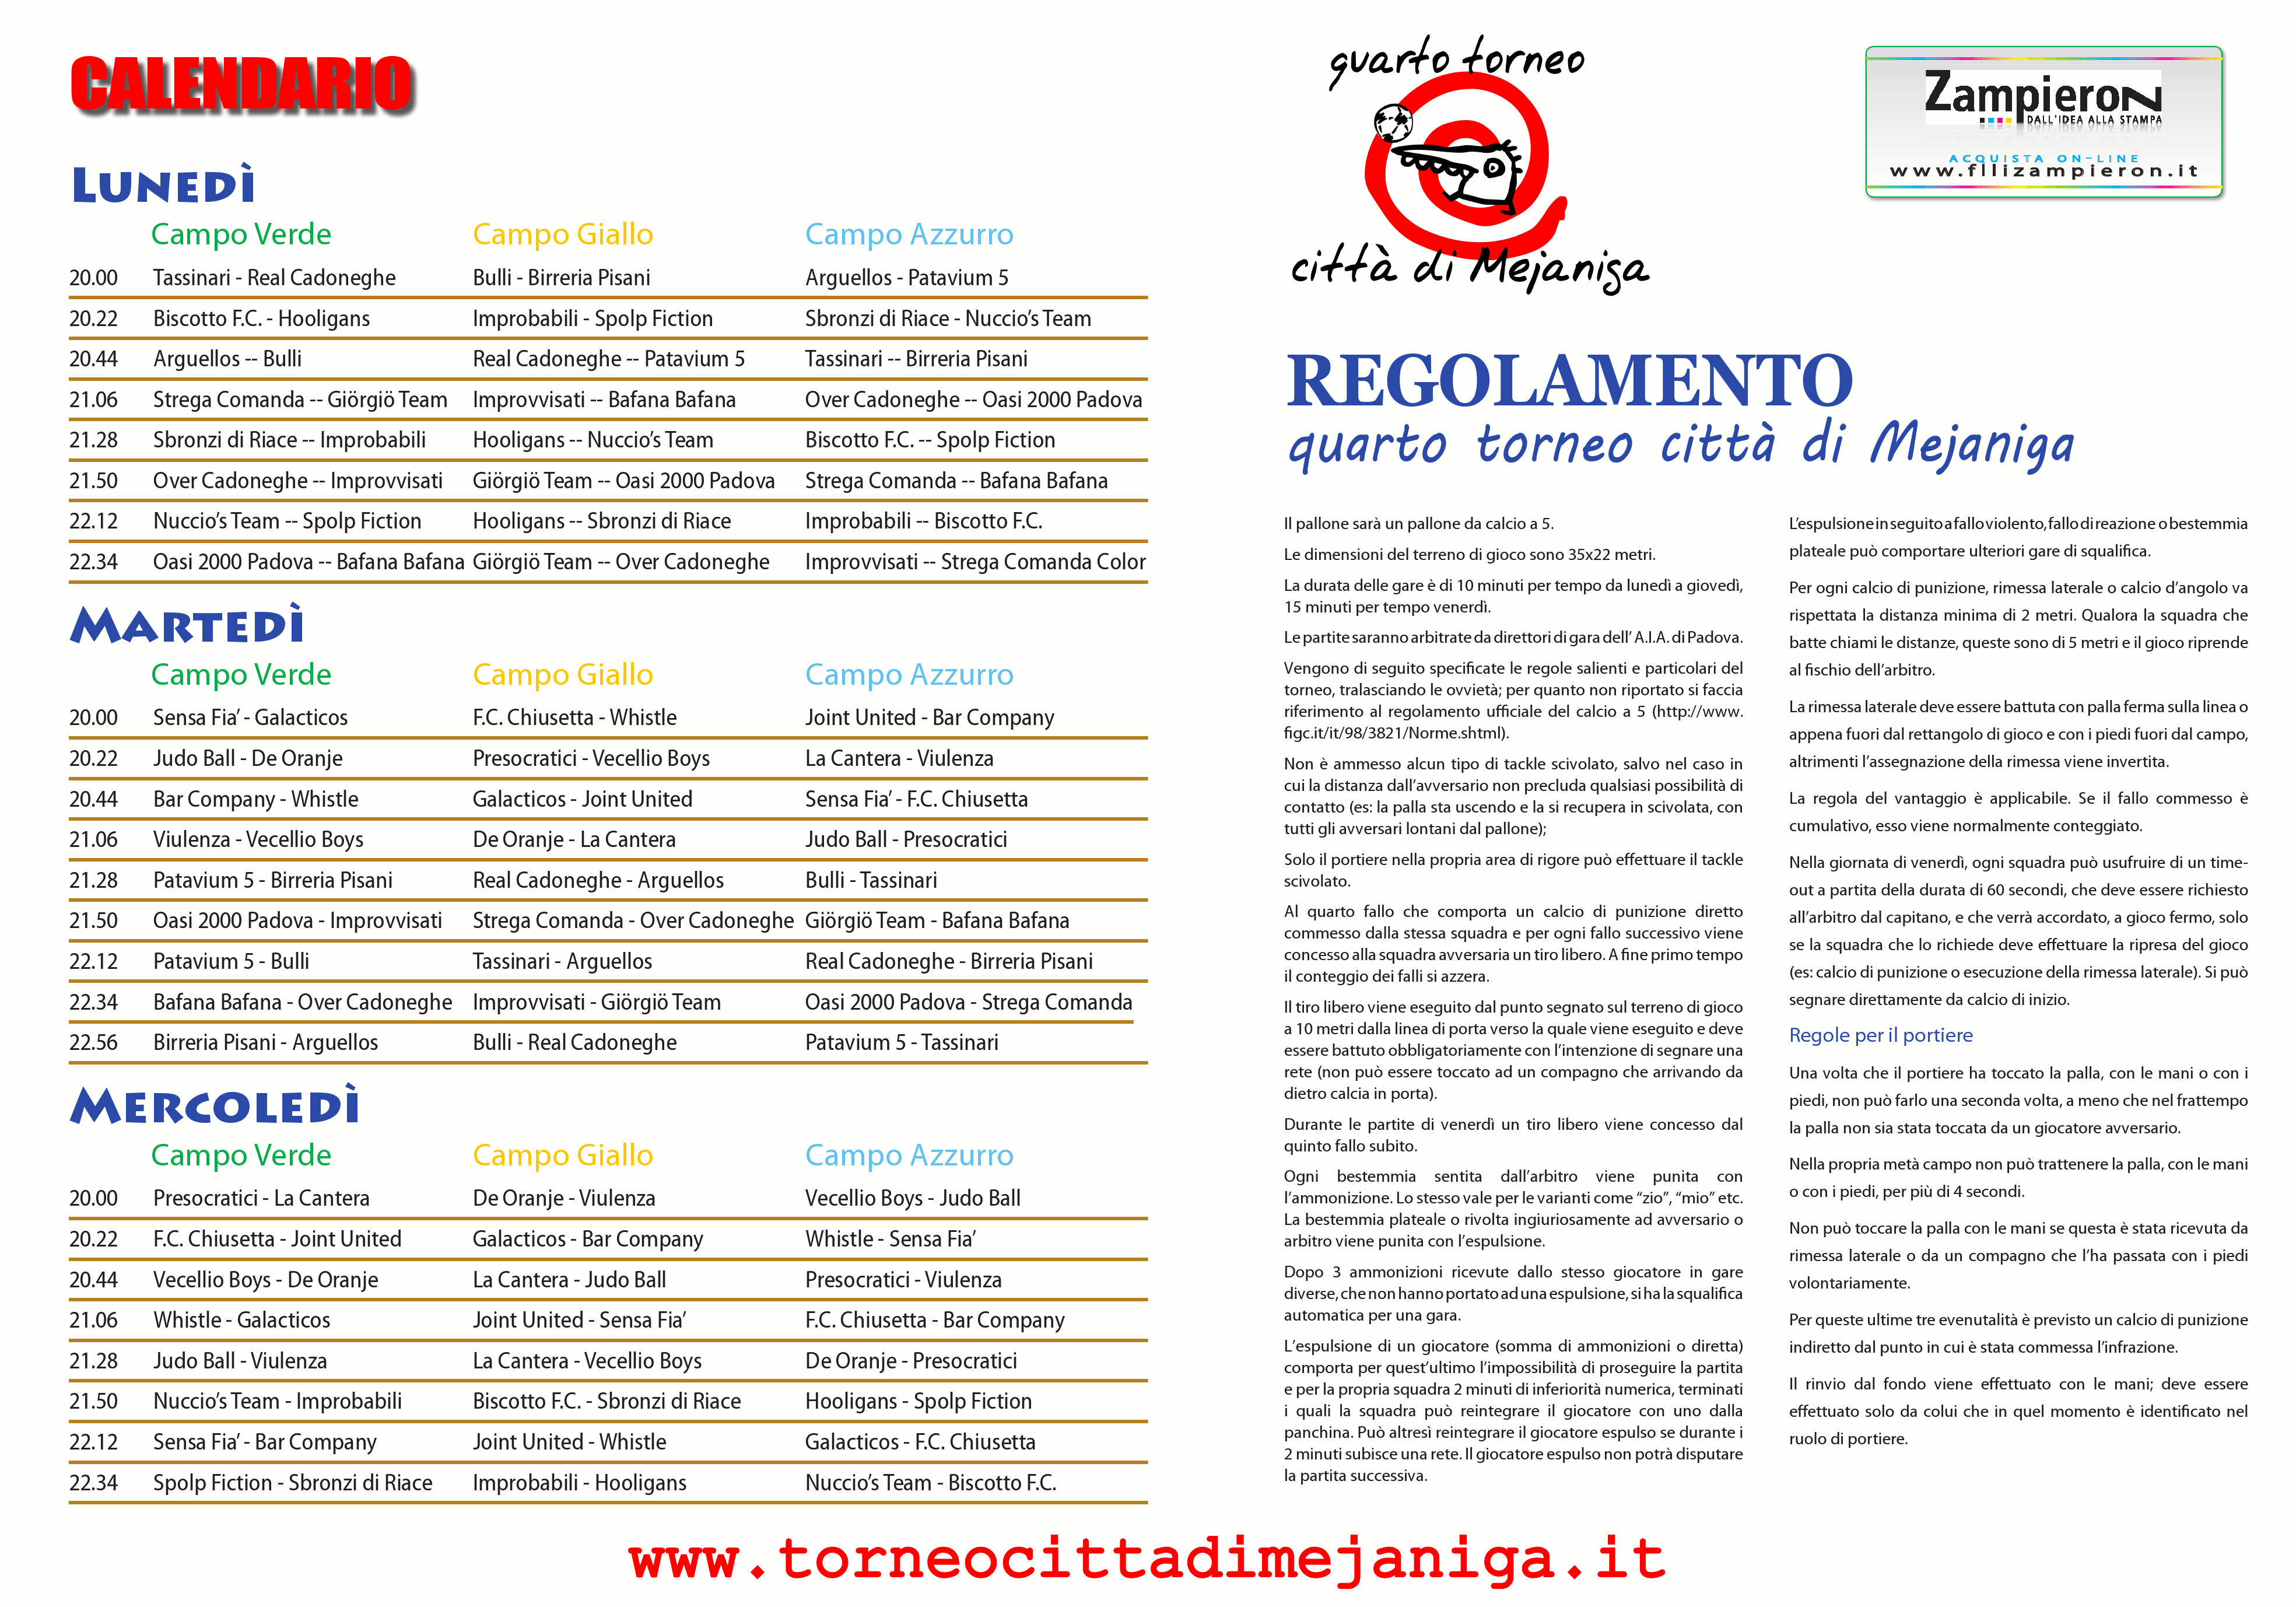 CALENDARIO
LUNEDÌ
Campo Verde Campo Giallo Campo Azzurro
20.00 Tassinari - Real Cadoneghe Bulli - Birreria Pisani Arguellos - Patavium 5
20.22 Biscotto F.C. - Hooligans Improbabili - Spolp Fiction Sbronzi di Riace - Nuccio's Team
20.44 Arguellos -- Bulli Real Cadoneghe -- Patavium 5 Tassinari -- Birreria Pisani
21.06 Strega Comanda -- Giörgiö Team Improvvisati -- Bafana Bafana Over Cadoneghe -- Oasi 2000 Padova
21.28 Sbronzi di Riace -- Improbabili Hooligans -- Nuccio's Team Biscotto F.C. -- Spolp Fiction
21.50 Over Cadoneghe -- Improvvisati Giörgiö Team -- Oasi 2000 Padova Strega Comanda -- Bafana Bafana
22.12 Nuccio's Team -- Spolp Fiction Hooligans -- Sbronzi di Riace Improbabili -- Biscotto F.C.
22.34 Oasi 2000 Padova -- Bafana Bafana Giörgiö Team -- Over Cadoneghe Improvvisati -- Strega Comanda Color
MARTEDÌ
Campo Verde Campo Giallo Campo Azzurro
20.00 Sensa Fia' - Galacticos F.C. Chiusetta - Whistle Joint United - Bar Company
20.22 Judo Ball - De Oranje Presocratici - Vecellio Boys La Cantera - Viulenza
20.44 Bar Company - Whistle Galacticos - Joint United Sensa Fia' - F.C. Chiusetta
21.06 Viulenza - Vecellio Boys De Oranje - La Cantera Judo Ball - Presocratici
21.28 Patavium 5 - Birreria Pisani Real Cadoneghe - Arguellos Bulli - Tassinari
21.50 Oasi 2000 Padova - Improvvisati Strega Comanda - Over Cadoneghe Giörgiö Team - Bafana Bafana
22.12 Patavium 5 - Bulli Tassinari - Arguellos Real Cadoneghe - Birreria Pisani
22.34 Bafana Bafana - Over Cadoneghe Improvvisati - Giörgiö Team Oasi 2000 Padova - Strega Comanda
22.56 Birreria Pisani - Arguellos Bulli - Real Cadoneghe Patavium 5 - Tassinari
MERCOLEDÌ
Campo Verde Campo Giallo Campo Azzurro
20.00 Presocratici - La Cantera De Oranje - Viulenza Vecellio Boys - Judo Ball
20.22 F.C. Chiusetta - Joint United Galacticos - Bar Company Whistle - Sensa Fia'
20.44 Vecellio Boys - De Oranje La Cantera - Judo Ball Presocratici - Viulenza
21.06 Whistle - Galacticos Joint United - Sensa Fia' F.C. Chiusetta - Bar Company
21.28 Judo Ball - Viulenza La Cantera - Vecellio Boys De Oranje - Presocratici
21.50 Nuccio's Team - Improbabili Biscotto F.C. - Sbronzi di Riace Hooligans - Spolp Fiction
22.12 Sensa Fia' - Bar Company Joint United - Whistle Galacticos - F.C. Chiusetta
22.34 Spolp Fiction - Sbronzi di Riace Improbabili - Hooligans Nuccio's Team - Biscotto F.C.
quarto torneo
città di Mejaniga
Zampieron
DALL'IDEA ALLA STAMPA
ACQUISTA ON-LINE
www.fllizampieron.it
REGOLAMENTO
quarto torneo città di Mejaniga
Il pallone sarà un pallone da calcio a 5.
Le dimensioni del terreno di gioco sono 35x22 metri.
La durata delle gare è di 10 minuti per tempo da lunedì a giovedì,
15 minuti per tempo venerdì.
Le partite saranno arbitrate da direttori di gara dell' A.I.A. di Padova.
Vengono di seguito specificate le regole salienti e particolari del
torneo, tralasciando le ovvietà; per quanto non riportato si faccia
riferimento al regolamento ufficiale del calcio a 5 (http://www.
figc.it/it/98/3821/Norme.shtml).
Non è ammesso alcun tipo di tackle scivolato, salvo nel caso in
cui la distanza dall'avversario non precluda qualsiasi possibilità di
contatto (es: la palla sta uscendo e la si recupera in scivolata, con
tutti gli avversari lontani dal pallone);
Solo il portiere nella propria area di rigore può effettuare il tackle
scivolato.
Al quarto fallo che comporta un calcio di punizione diretto
commesso dalla stessa squadra e per ogni fallo successivo viene
concesso alla squadra avversaria un tiro libero. A fine primo tempo
il conteggio dei falli si azzera.
Il tiro libero viene eseguito dal punto segnato sul terreno di gioco
a 10 metri dalla linea di porta verso la quale viene eseguito e deve
essere battuto obbligatoriamente con l'intenzione di segnare una
rete (non può essere toccato ad un compagno che arrivando da
dietro calcia in porta).
Durante le partite di venerdì un tiro libero viene concesso dal
quinto fallo subito.
Ogni bestemmia sentita dall'arbitro viene punita con
l'ammonizione. Lo stesso vale per le varianti come "zio", "mio" etc.
La bestemmia plateale o rivolta ingiuriosamente ad avversario o
arbitro viene punita con l'espulsione.
Dopo 3 ammonizioni ricevute dallo stesso giocatore in gare
diverse, che non hanno portato ad una espulsione, si ha la squalifica
automatica per una gara.
L'espulsione di un giocatore (somma di ammonizioni o diretta)
comporta per quest'ultimo l'impossibilità di proseguire la partita
e per la propria squadra 2 minuti di inferiorità numerica, terminati
i quali la squadra può reintegrare il giocatore con uno dalla
panchina. Può altresì reintegrare il giocatore espulso se durante i
2 minuti subisce una rete. Il giocatore espulso non potrà disputare
la partita successiva.
L'espulsione in seguito a fallo violento, fallo di reazione o bestemmia
plateale può comportare ulteriori gare di squalifica.
Per ogni calcio di punizione, rimessa laterale o calcio d'angolo va
rispettata la distanza minima di 2 metri. Qualora la squadra che
batte chiami le distanze, queste sono di 5 metri e il gioco riprende
al fischio dell'arbitro.
La rimessa laterale deve essere battuta con palla ferma sulla linea o
appena fuori dal rettangolo di gioco e con i piedi fuori dal campo,
altrimenti l'assegnazione della rimessa viene invertita.
La regola del vantaggio è applicabile. Se il fallo commesso è
cumulativo, esso viene normalmente conteggiato.
Nella giornata di venerdì, ogni squadra può usufruire di un time-
out a partita della durata di 60 secondi, che deve essere richiesto
all'arbitro dal capitano, e che verrà accordato, a gioco fermo, solo
se la squadra che lo richiede deve effettuare la ripresa del gioco
(es: calcio di punizione o esecuzione della rimessa laterale). Si può
segnare direttamente da calcio di inizio.
Regole per il portiere
Una volta che il portiere ha toccato la palla, con le mani o con i
piedi, non può farlo una seconda volta, a meno che nel frattempo
la palla non sia stata toccata da un giocatore avversario.
Nella propria metà campo non può trattenere la palla, con le mani
o con i piedi, per più di 4 secondi.
Non può toccare la palla con le mani se questa è stata ricevuta da
rimessa laterale o da un compagno che l'ha passata con i piedi
volontariamente.
Per queste ultime tre evenutalità è previsto un calcio di punizione
indiretto dal punto in cui è stata commessa l'infrazione.
Il rinvio dal fondo viene effettuato con le mani; deve essere
effettuato solo da colui che in quel momento è identificato nel
ruolo di portiere.
www.torneocittadimejaniga.it